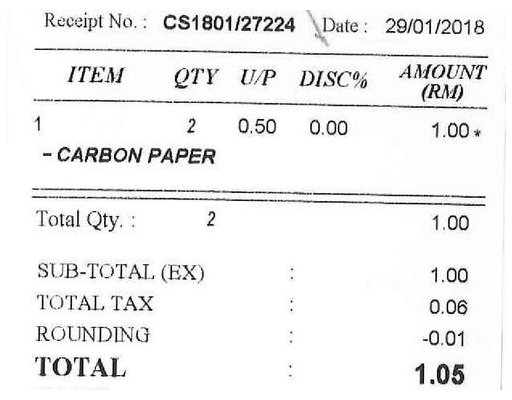 Receipt No. : CS1801/27224 Date : 29/01/2018
ITEM QTY U/P DISC% AMOUNT (RM)
1 2 0.50 0.00 1.00 *
- CARBON PAPER
Total Qty. : 2 1.00
SUB-TOTAL (EX) : 1.00
TOTAL TAX : 0.06
ROUNDING : -0.01
TOTAL : 1.05